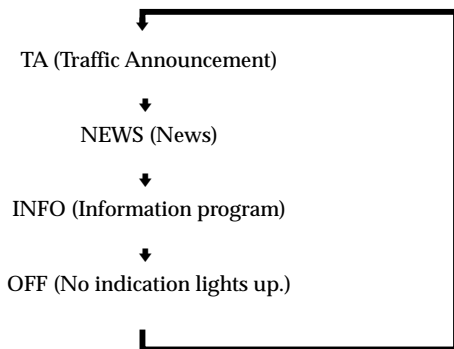 TA (Traffic Announcement)
NEWS (News)
INFO (Information program)
OFF (No indication lights up.)